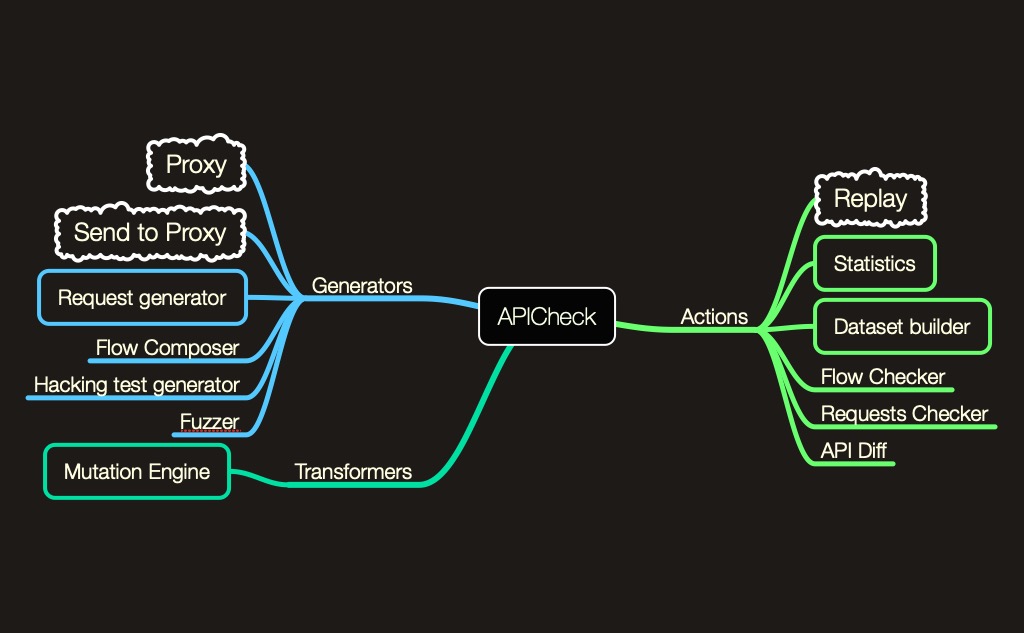 Proxy
Send to Proxy
Request generator
Flow Composer
Hacking test generator
Fuzzer
Generators
Mutation Engine
Transformers
APICheck
Actions
Replay
Statistics
Dataset builder
Flow Checker
Requests Checker
API Diff